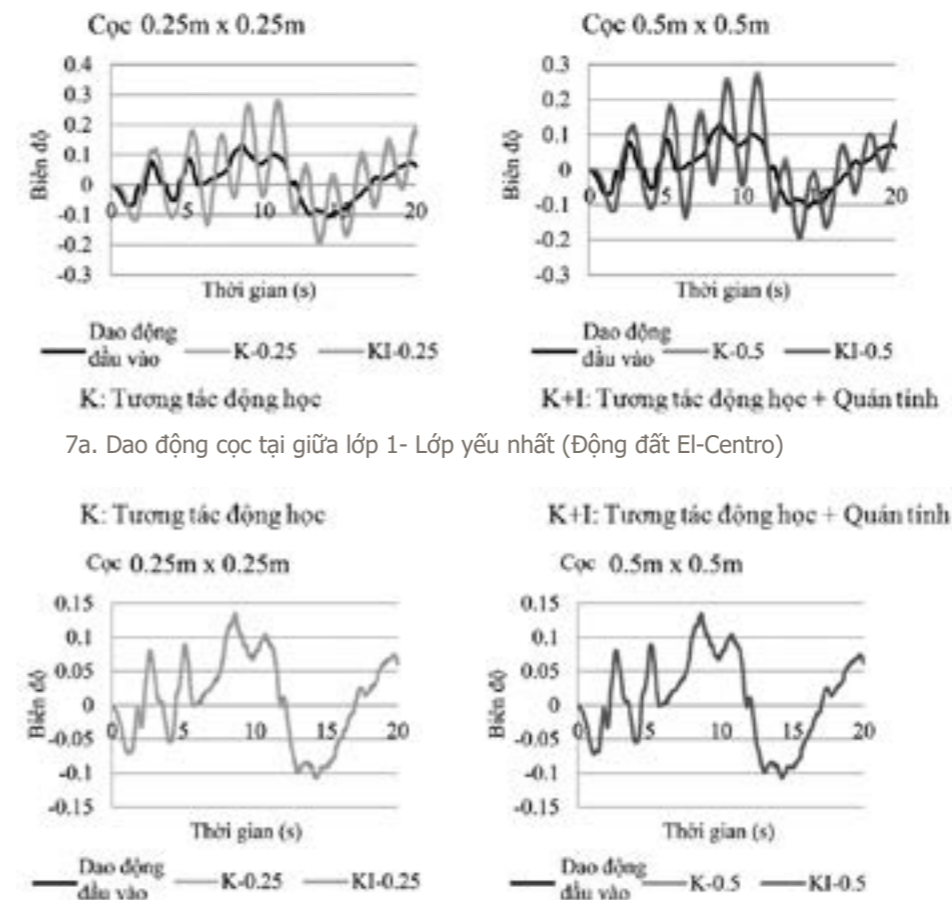 Cọc 0.25m x 0.25m
0.4
0.3
0.2
0.1
0
-0.1
-0.2
-0.3
Biên độ
0 5 10 20
Thời gian (s)
Dao động
đầu vào K-0.25 KI-0.25
K: Tương tác động học
Cọc 0.5m x 0.5m
0.3
0.2
0.1
0
-0.1
-0.2
-0.3
Biên độ
0 5 10 20
Thời gian (s)
Dao động
đầu vào K-0.5 KI-0.5
K+I: Tương tác động học + Quán tính
7a. Dao động cọc tại giữa lớp 1- Lớp yếu nhất (Động đất El-Centro)
K: Tương tác động học
K+I: Tương tác động học + Quán tính
Cọc 0.25m x 0.25m
0.15
0.1
0.05
0
-0.05
-0.1
-0.15
Biên độ
0 5 10 15 20
Thời gian (s)
Dao động
đầu vào K-0.25 KI-0.25
Cọc 0.5m x 0.5m
0.15
0.1
0.05
0
-0.05
-0.1
-0.15
Biên độ
0 5 10 15 20
Thời gian (s)
Dao động
đầu vào K-0.5 KI-0.5